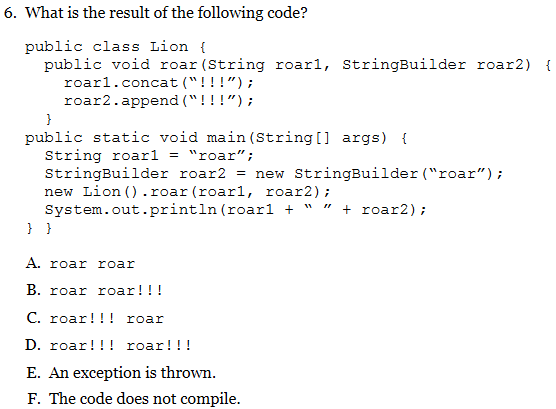 6. What is the result of the following code?
public class Lion {
public void roar(String roar1, StringBuilder roar2) {
roar1.concat(“!!!”);
roar2.append(“!!!”);
}
public static void main(String[] args) {
String roar1 = “roar”;
StringBuilder roar2 = new StringBuilder(“roar”);
new Lion().roar(roar1, roar2);
System.out.println(roar1 + “ ” + roar2);
} }
A. roar roar
B. roar roar!!!
C. roar!!! roar
D. roar!!! roar!!!
E. An exception is thrown.
F. The code does not compile.